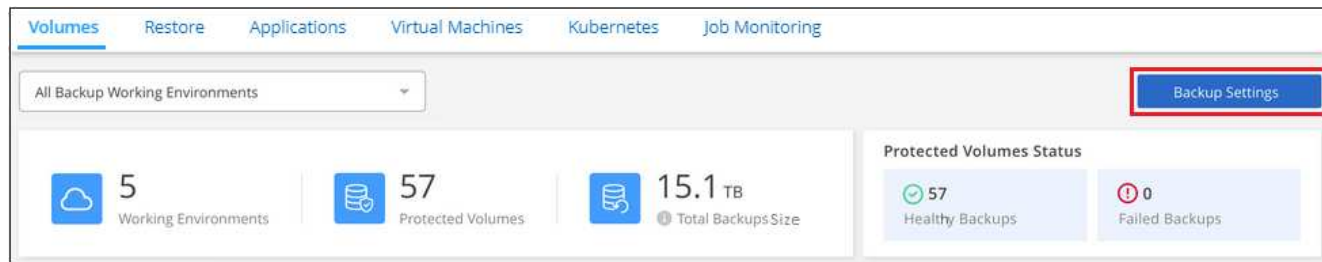 Volumes Restore Applications Virtual Machines Kubernetes Job Monitoring
All Backup Working Environments
Backup Settings
5
Working Environments
57
Protected Volumes
15.1 TB
Total Backups Size
Protected Volumes Status
57
Healthy Backups
0
Failed Backups